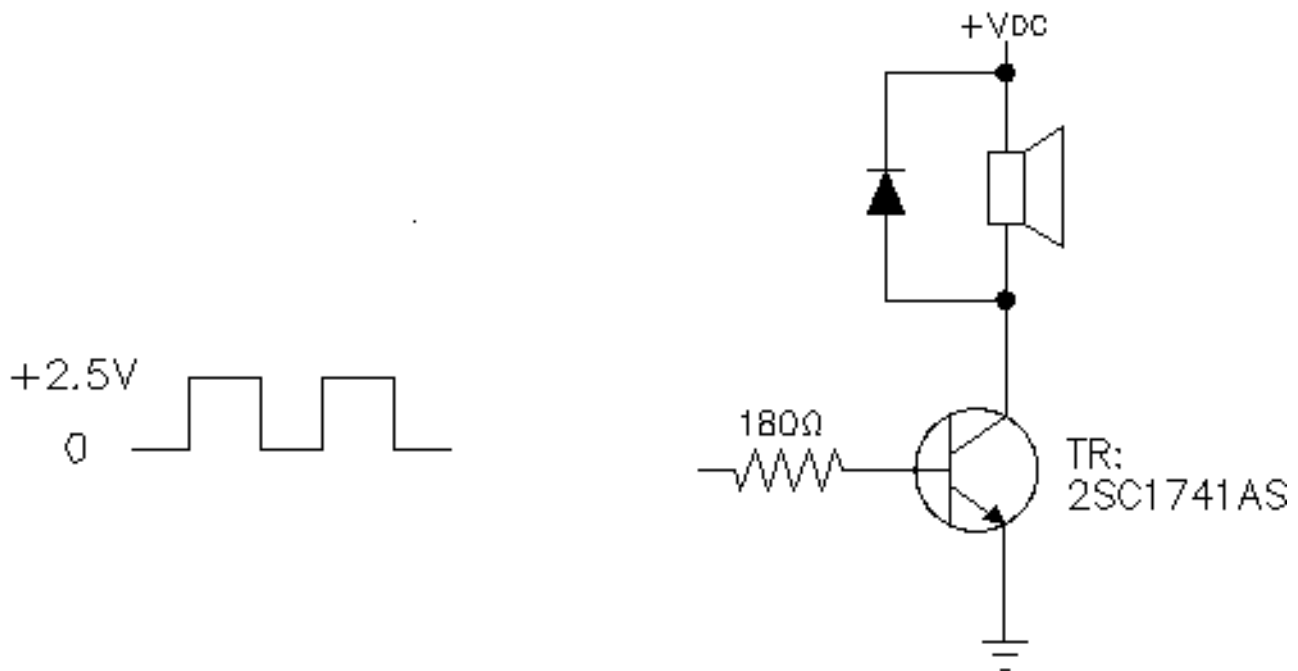 +VDC
+2.5V
0
180Ω
TR:
2SC1741AS